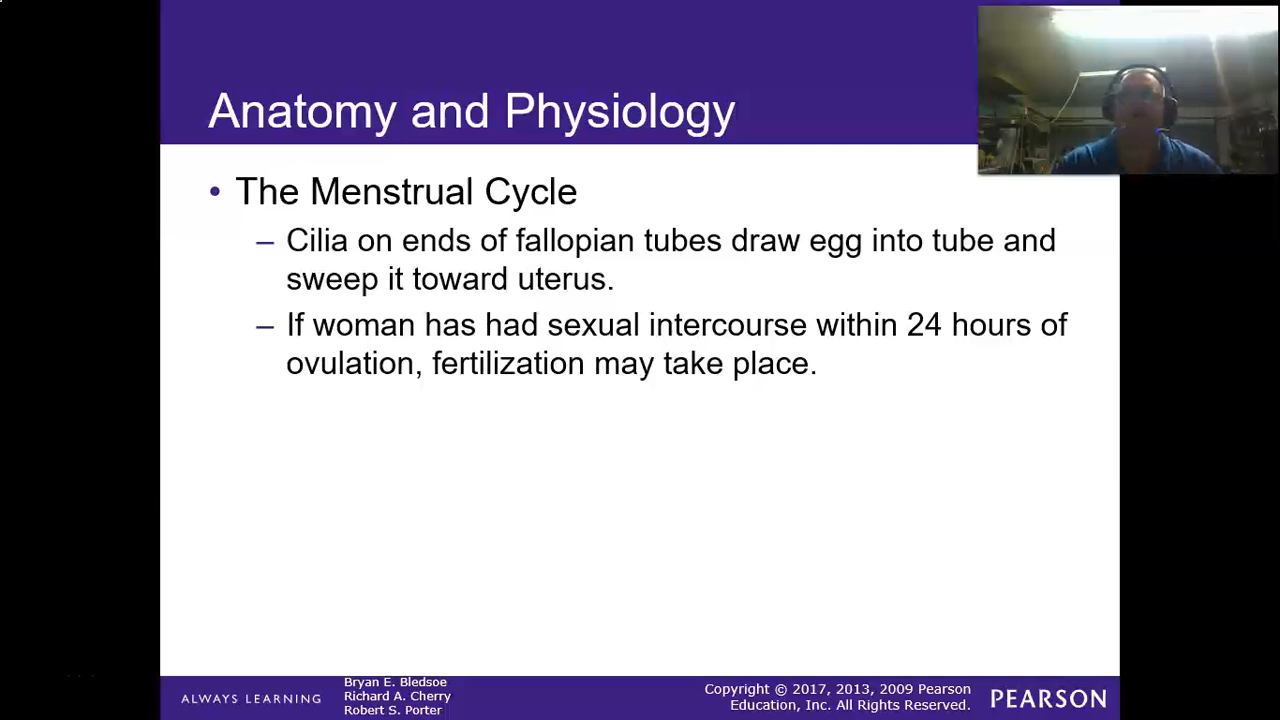 Anatomy and Physiology
• The Menstrual Cycle
– Cilia on ends of fallopian tubes draw egg into tube and
sweep it toward uterus.
– If woman has had sexual intercourse within 24 hours of
ovulation, fertilization may take place.
ALWAYS LEARNING
Bryan E. Bledsoe
Richard A. Cherry
Robert S. Porter
Copyright © 2017, 2013, 2009 Pearson
Education, Inc. All Rights Reserved.
PEARSON